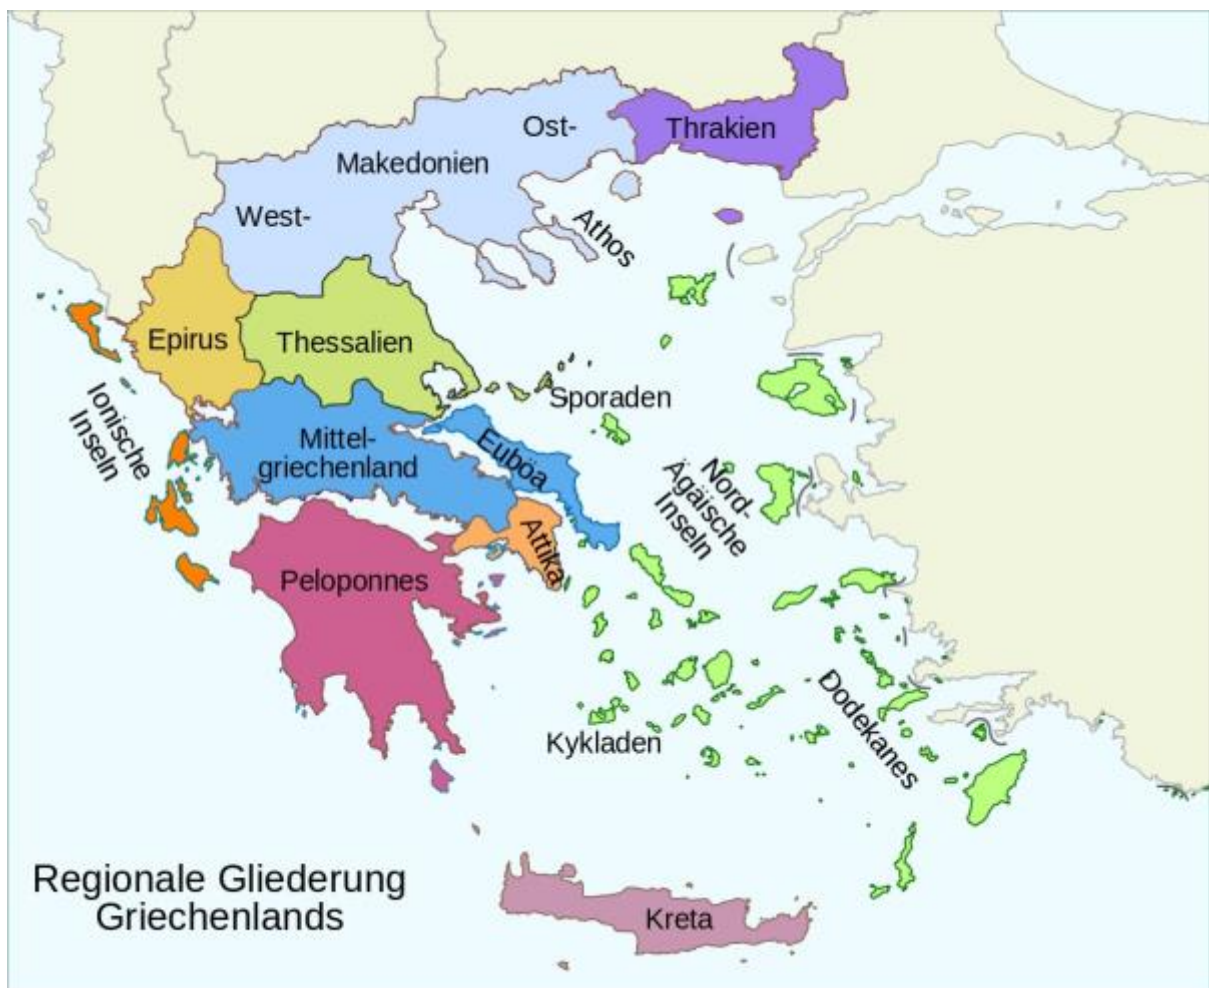 Ost-
Thrakien
Makedonien
West-
Athos
Epirus
Thessalien
Sporaden
Ionische
Inseln
Mittel-
griechenland
Euböa
Nord-
Ägäische
Inseln
Attika
Peloponnes
Dodekanes
Kykladen
Regionale Gliederung
Griechenlands
Kreta